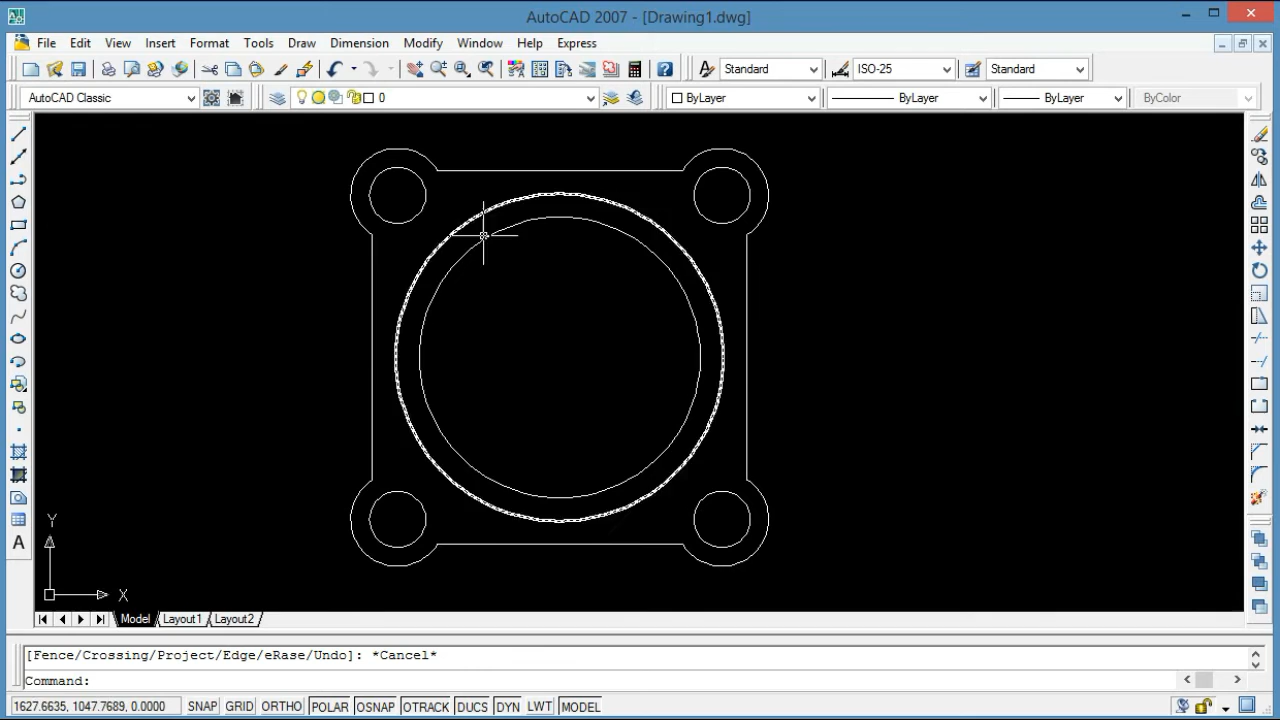 AutoCAD 2007 - [Drawing1.dwg]
File Edit View Insert Format Tools Draw Dimension Modify Window Help Express
Standard ISO-25 Standard
AutoCAD Classic 0 ByLayer ByLayer ByLayer ByColor
Y
X
Model Layout1 Layout2
[Fence/Crossing/Project/Edge/eRase/Undo]: *Cancel*
Command:
1627.6635, 1047.7689, 0.0000 SNAP GRID ORTHO POLAR OSNAP OTRACK DUCS DYN LWT MODEL
A